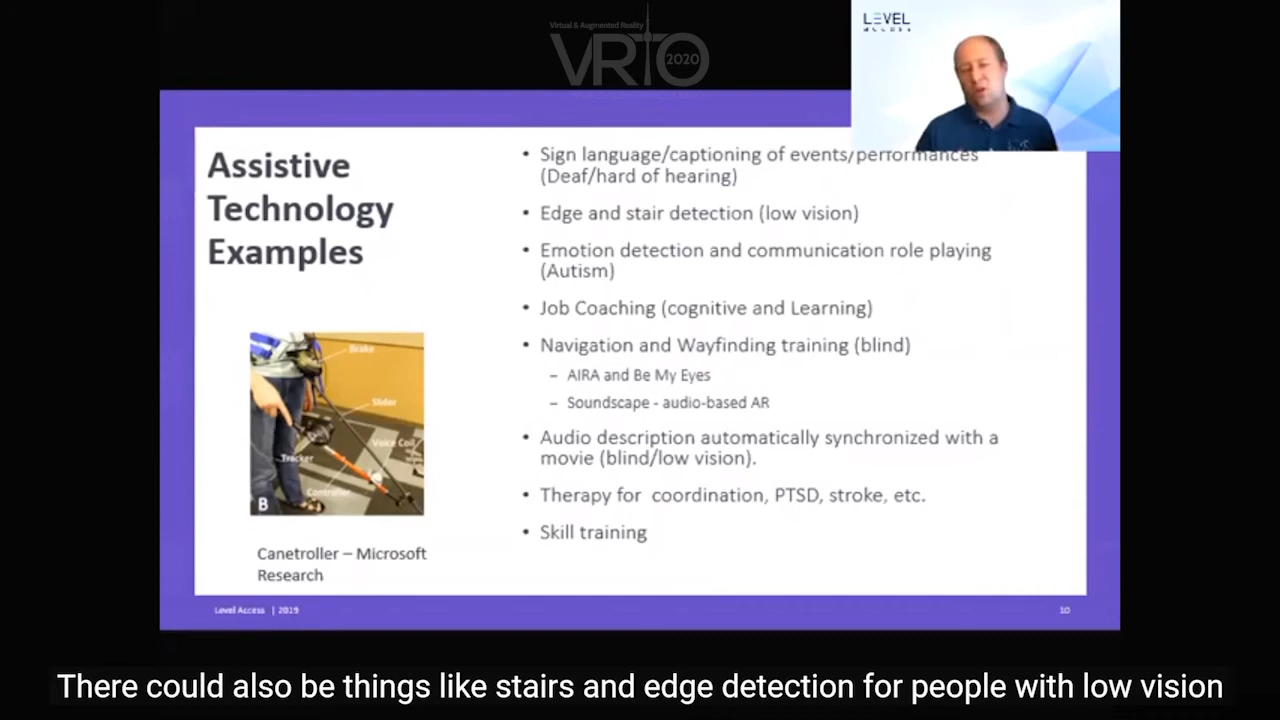 Virtual & Augmented Reality
VRTO
2020
LEVEL
Assistive
Technology
Examples
• Sign language/captioning of events/performances
(Deaf/hard of hearing)
• Edge and stair detection (low vision)
• Emotion detection and communication role playing
(Autism)
• Job Coaching (cognitive and Learning)
• Navigation and Wayfinding training (blind)
– AIRA and Be My Eyes
– Soundscape - audio-based AR
• Audio description automatically synchronized with a
movie (blind/low vision).
• Therapy for coordination, PTSD, stroke, etc.
• Skill training
Brake
Slider
Voice Coil
Tracker
Controller
B
Canetroller – Microsoft
Research
Level Access | 2019
10
There could also be things like stairs and edge detection for people with low vision